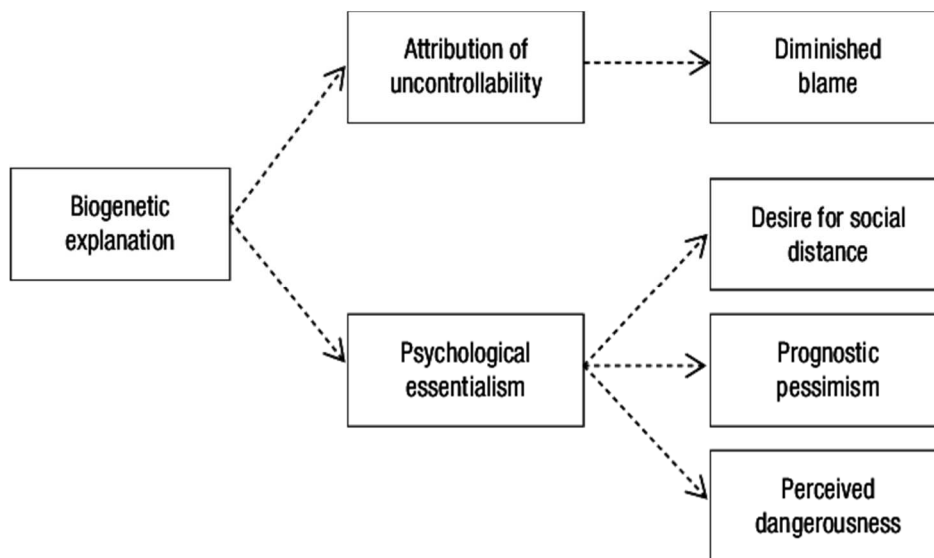 Attribution of
uncontrollability
Diminished
blame
Biogenetic
explanation
Desire for social
distance
Psychological
essentialism
Prognostic
pessimism
Perceived
dangerousness